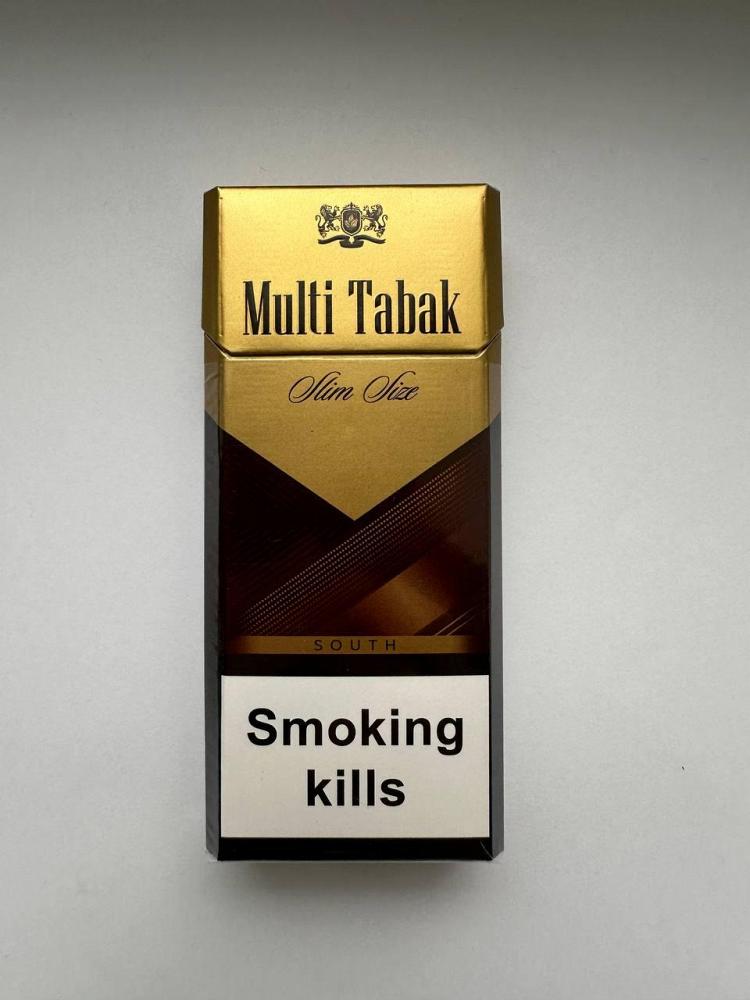 Multi Tabak
Slim Size
SOUTH
Smoking
kills